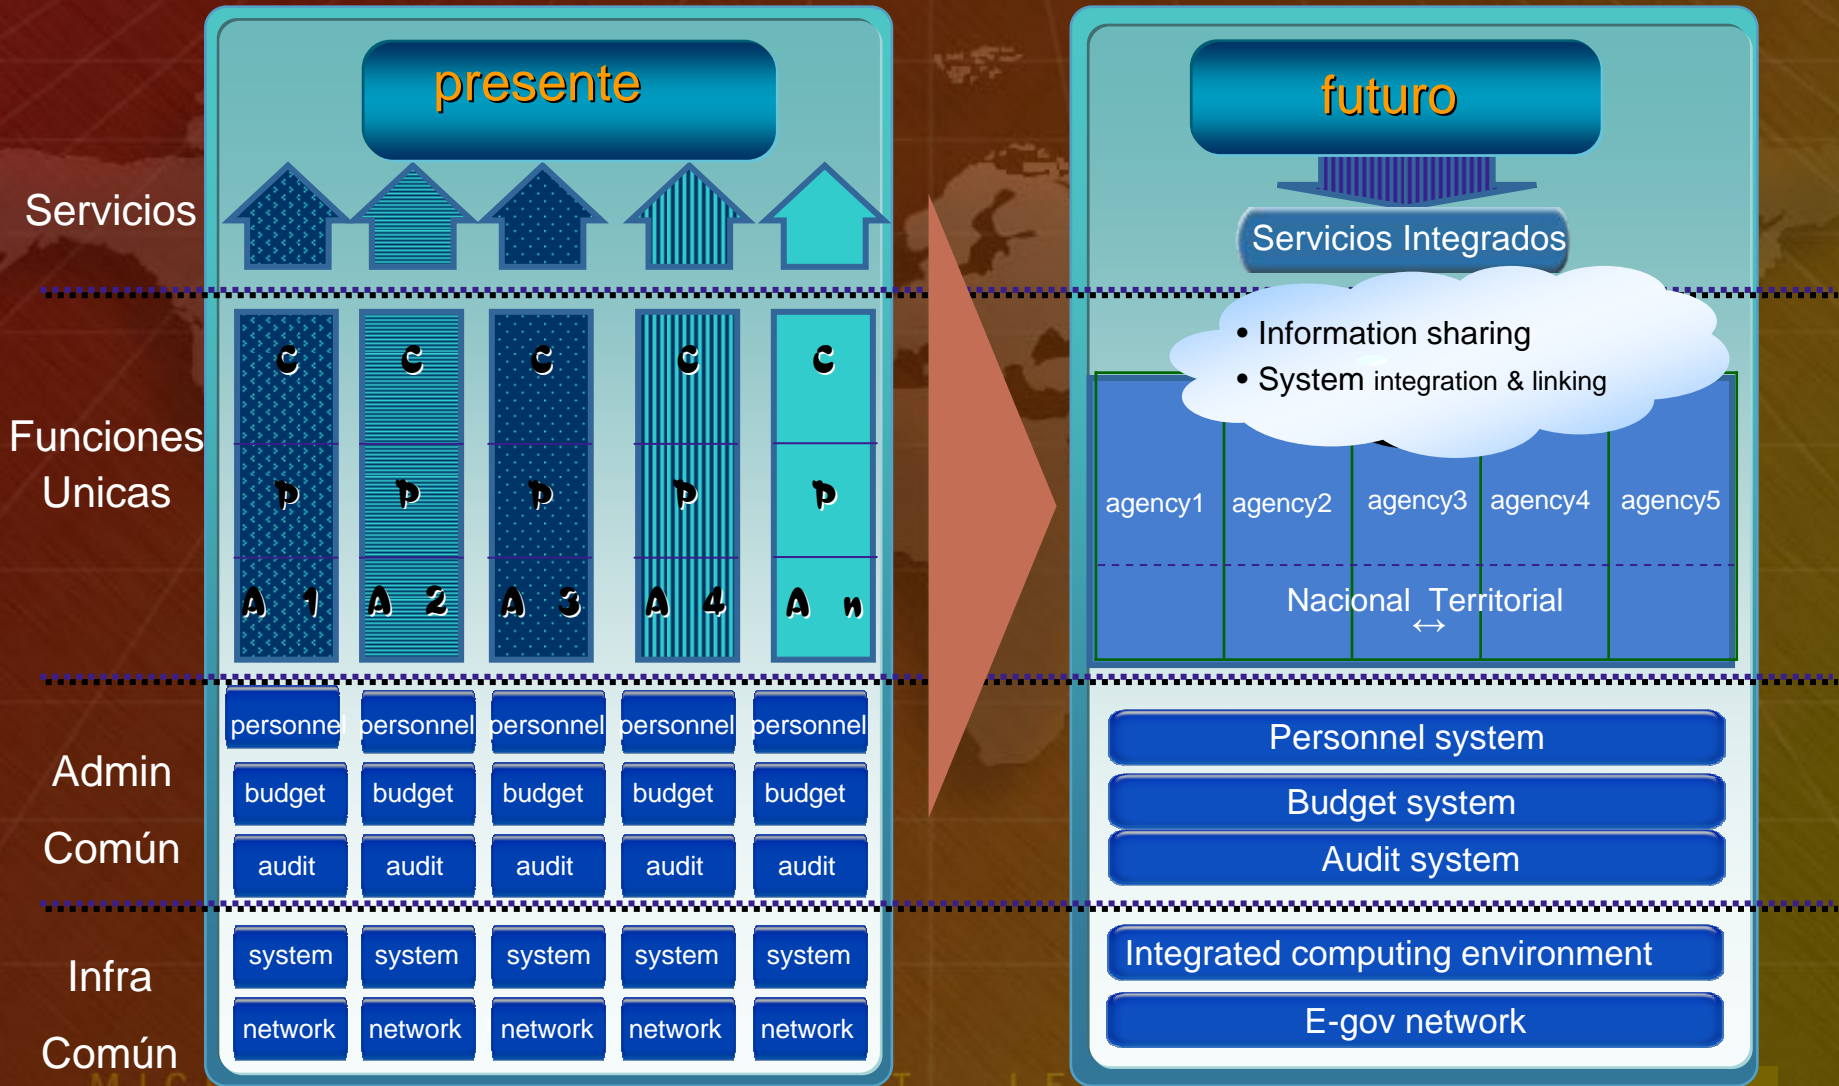 presente
futuro
Servicios
Servicios Integrados
• Information sharing
• System integration & linking
Funciones
Unicas
C C C C C
P P P P P
A 1 A 2 A 3 A 4 A n
agency1 agency2 agency3 agency4 agency5
Nacional Territorial
↔
Admin
Común
personnel personnel personnel personnel personnel
budget budget budget budget budget
audit audit audit audit audit
Personnel system
Budget system
Audit system
Infra
Común
system system system system system
network network network network network
Integrated computing environment
E-gov network